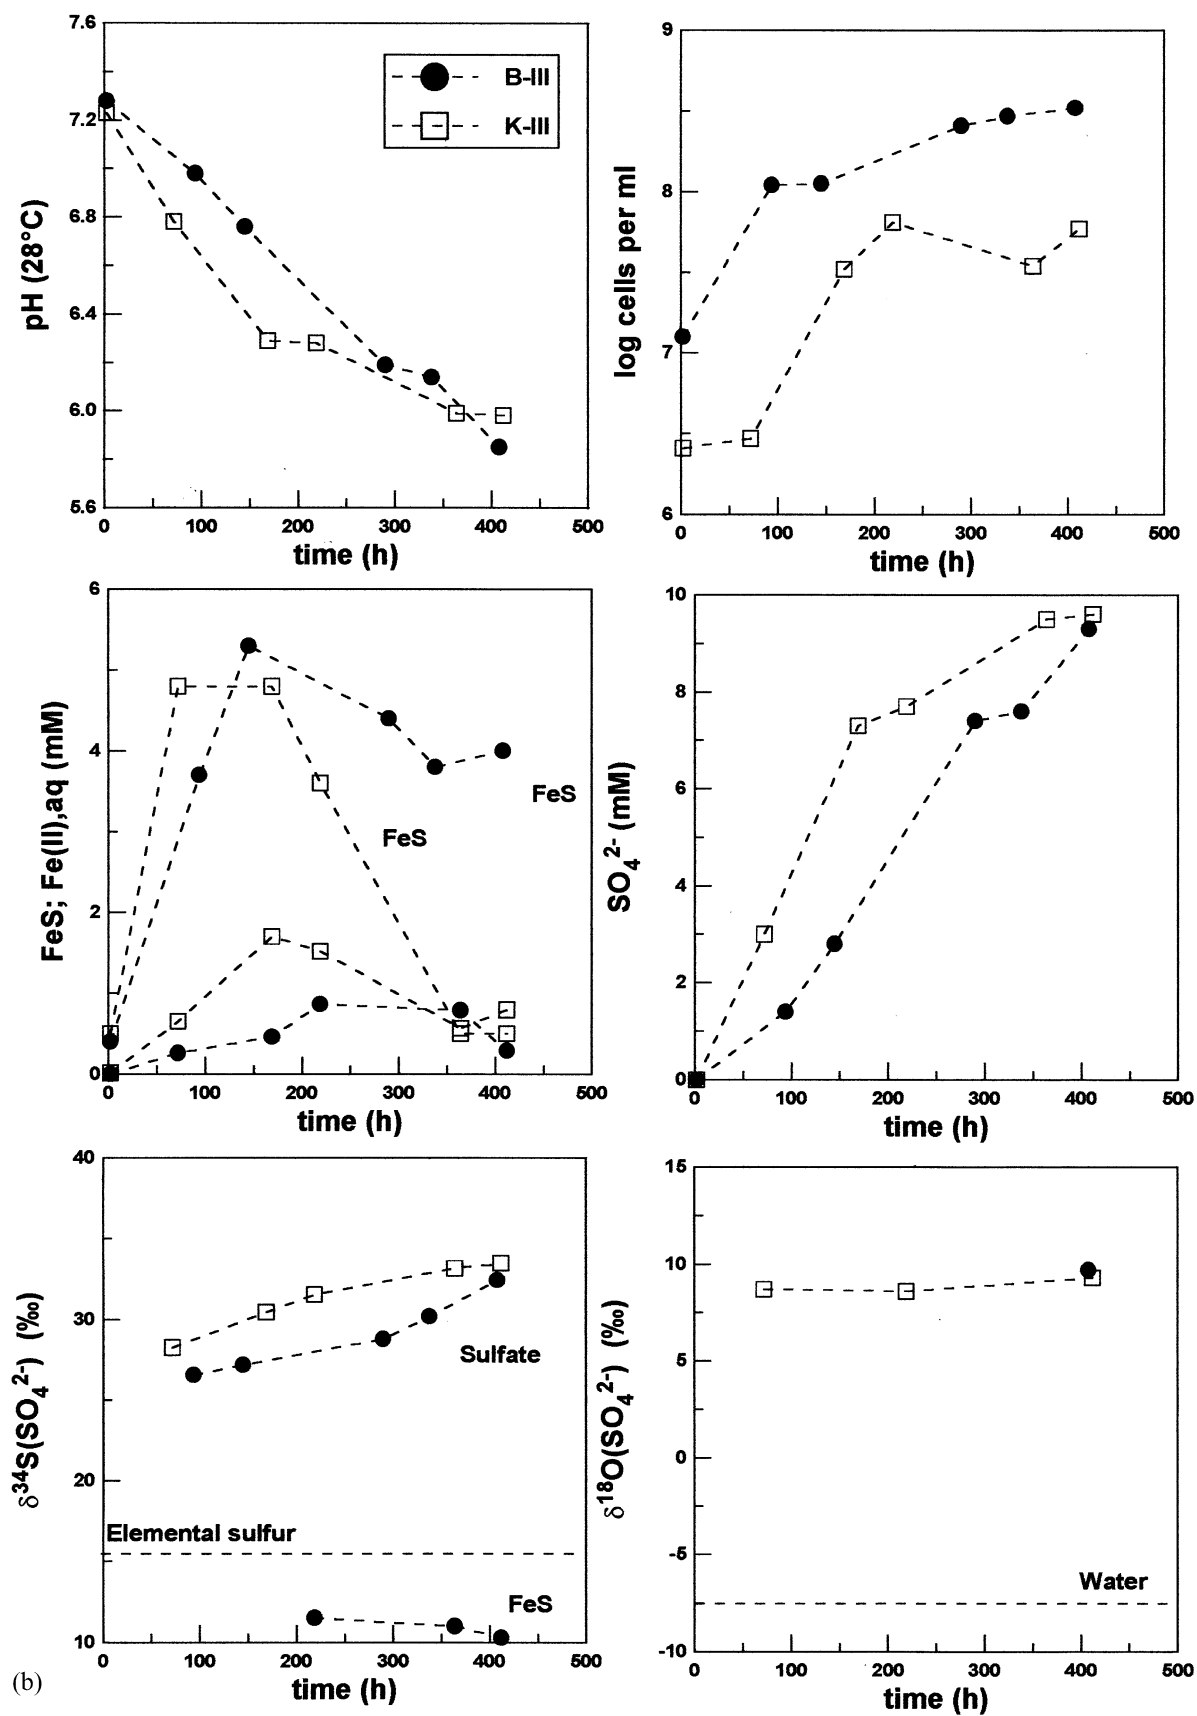 7.6
7.2
6.8
6.4
6.0
5.6
pH (28°C)
0 100 200 300 400 500
time (h)
B-III
K-III
9
8
7
6
log cells per ml
0 100 200 300 400 500
time (h)
6
4
2
0
FeS; Fe(II),aq (mM)
FeS
FeS
0 100 200 300 400 500
time (h)
10
8
6
4
2
0
SO₄²⁻ (mM)
0 100 200 300 400 500
time (h)
40
30
20
10
δ³⁴S(SO₄²⁻) (‰)
Sulfate
Elemental sulfur
FeS
0 100 200 300 400 500
time (h)
15
10
5
0
-5
-10
δ¹⁸O(SO₄²⁻) (‰)
Water
0 100 200 300 400 500
time (h)
(b)